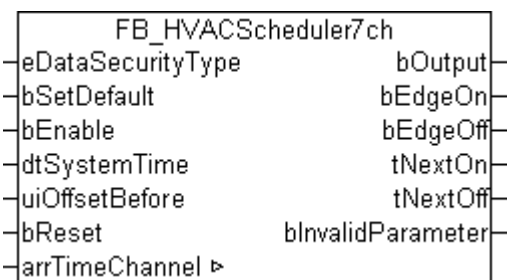 FB_HVACScheduler7ch
eDataSecurityType bOutput
bSetDefault bEdgeOn
bEnable bEdgeOff
dtSystemTime tNextOn
uiOffsetBefore tNextOff
bReset bInvalidParameter
arrTimeChannel ▹